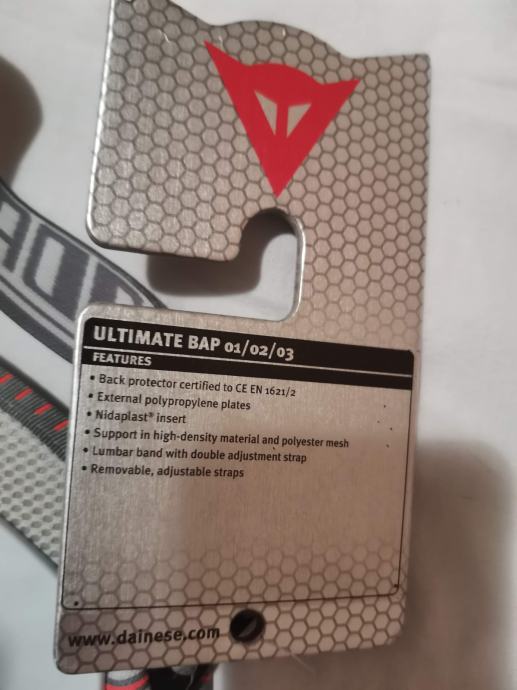 ULTIMATE BAP 01/02/03
FEATURES
• Back protector certified to CE EN 1621/2
• External polypropylene plates
• Nidaplast® insert
• Support in high-density material and polyester mesh
• Lumbar band with double adjustment strap
• Removable, adjustable straps
www.dainese.com